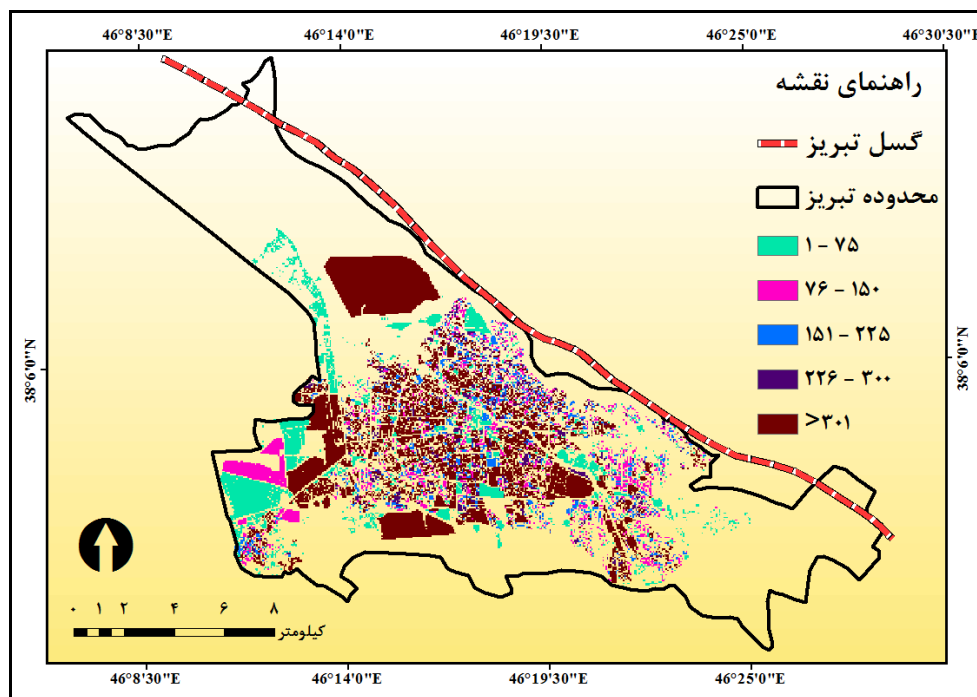 46°8'30"E 46°14'0"E 46°19'30"E 46°25'0"E 46°30'30"E
راهنمای نقشه
گسل تبریز
محدوده تبریز
۱ - ۷۵
۷۶ - ۱۵۰
۱۵۱ - ۲۲۵
۲۲۶ - ۳۰۰
>۳۰۱
38°6'0"N
38°6'0"N
۰ ۱ ۲ ۴ ۶ ۸
کیلومتر
46°8'30"E 46°14'0"E 46°19'30"E 46°25'0"E